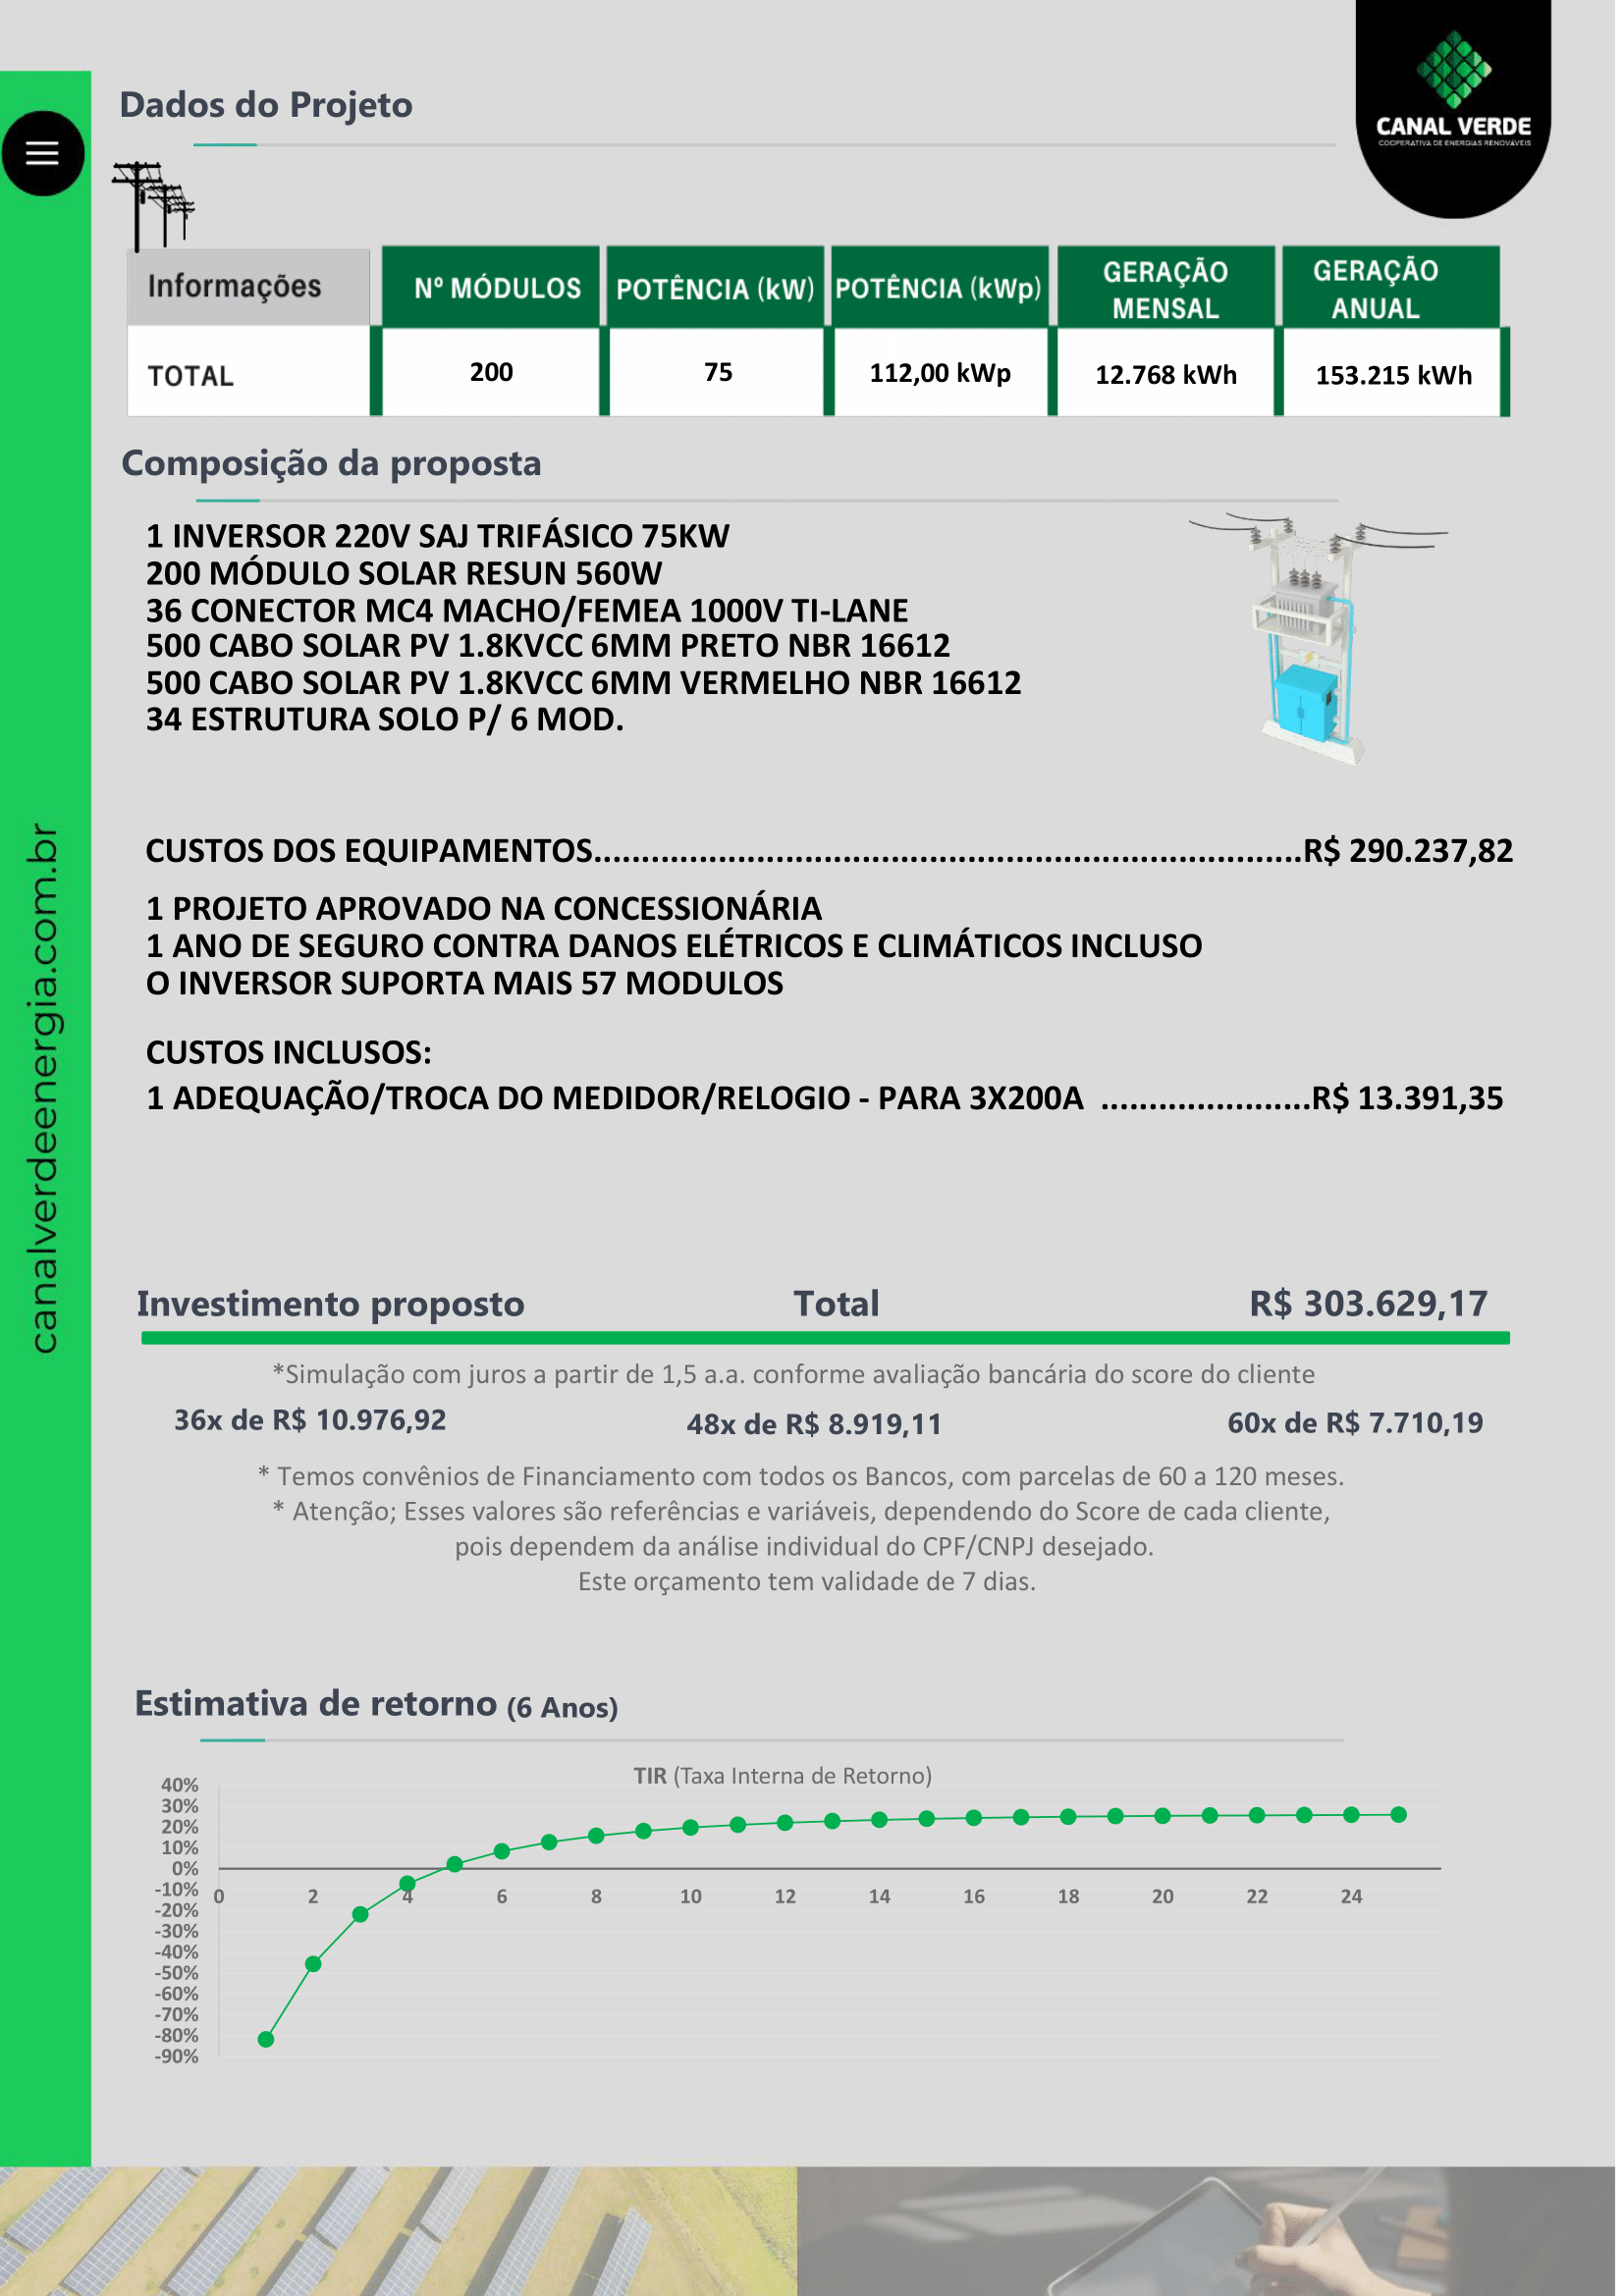 CANAL VERDE
COOPERATIVA DE ENERGIAS RENOVÁVEIS
Dados do Projeto
Informações
Nº MÓDULOS
POTÊNCIA (kW)
POTÊNCIA (kWp)
GERAÇÃO
MENSAL
GERAÇÃO
ANUAL
TOTAL
200
75
112,00 kWp
12.768 kWh
153.215 kWh
Composição da proposta
1 INVERSOR 220V SAJ TRIFÁSICO 75KW
200 MÓDULO SOLAR RESUN 560W
36 CONECTOR MC4 MACHO/FEMEA 1000V TI-LANE
500 CABO SOLAR PV 1.8KVCC 6MM PRETO NBR 16612
500 CABO SOLAR PV 1.8KVCC 6MM VERMELHO NBR 16612
34 ESTRUTURA SOLO P/ 6 MOD.
CUSTOS DOS EQUIPAMENTOS..........................................................................R$ 290.237,82
1 PROJETO APROVADO NA CONCESSIONÁRIA
1 ANO DE SEGURO CONTRA DANOS ELÉTRICOS E CLIMÁTICOS INCLUSO
O INVERSOR SUPORTA MAIS 57 MODULOS
CUSTOS INCLUSOS:
1 ADEQUAÇÃO/TROCA DO MEDIDOR/RELOGIO - PARA 3X200A ......................R$ 13.391,35
canalverdeenergia.com.br
Investimento proposto Total R$ 303.629,17
*Simulação com juros a partir de 1,5 a.a. conforme avaliação bancária do score do cliente
36x de R$ 10.976,92 48x de R$ 8.919,11 60x de R$ 7.710,19
* Temos convênios de Financiamento com todos os Bancos, com parcelas de 60 a 120 meses.
* Atenção; Esses valores são referências e variáveis, dependendo do Score de cada cliente,
pois dependem da análise individual do CPF/CNPJ desejado.
Este orçamento tem validade de 7 dias.
Estimativa de retorno (6 Anos)
TIR (Taxa Interna de Retorno)
40%
30%
20%
10%
0%
-10%
-20%
-30%
-40%
-50%
-60%
-70%
-80%
-90%
0 2 4 6 8 10 12 14 16 18 20 22 24